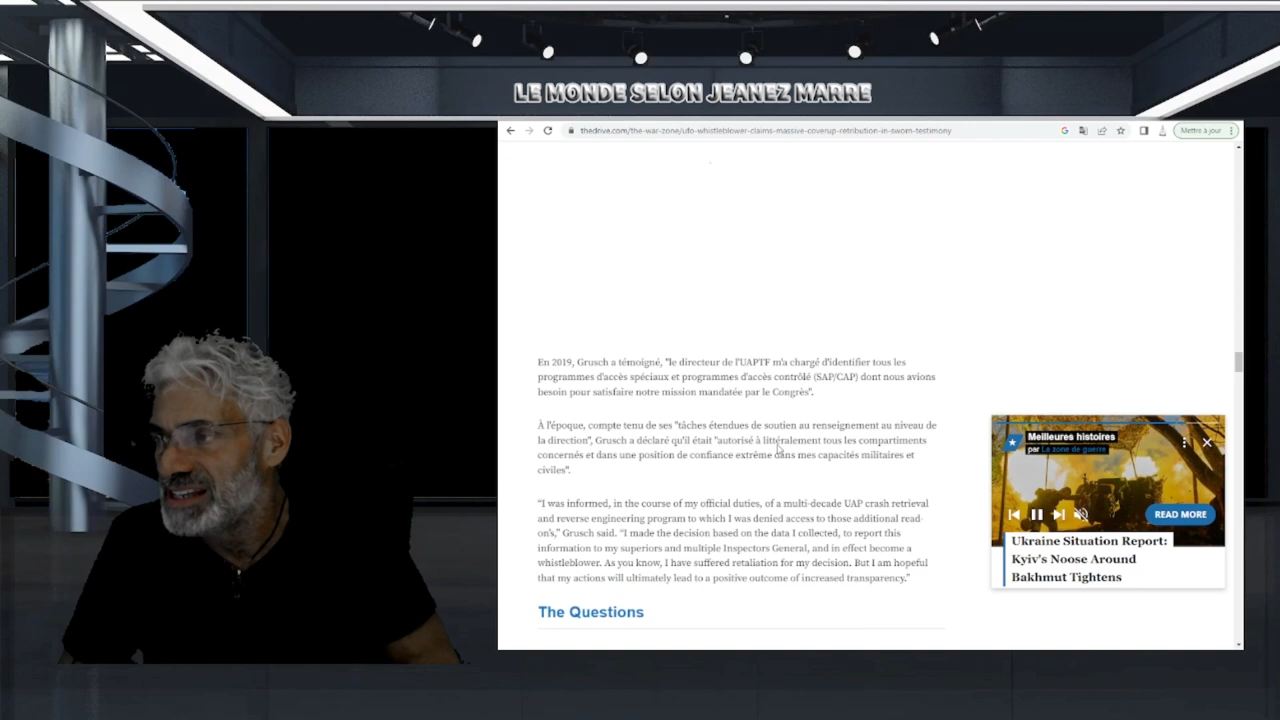 LE MONDE SELON JEANEZ MARRE
thedrive.com/the-war-zone/ufo-whistleblower-claims-massive-coverup-retribution-in-sworn-testimony
Mettre à jour
En 2019, Grusch a témoigné, "le directeur de l'UAPTF m'a chargé d'identifier tous les
programmes d'accès spéciaux et programmes d'accès contrôlé (SAP/CAP) dont nous avions
besoin pour satisfaire notre mission mandatée par le Congrès".
À l'époque, compte tenu de ses "tâches étendues de soutien au renseignement au niveau de
la direction", Grusch a déclaré qu'il était "autorisé à littéralement tous les compartiments
concernés et dans une position de confiance extrême dans mes capacités militaires et
civiles".
“I was informed, in the course of my official duties, of a multi-decade UAP crash retrieval
and reverse engineering program to which I was denied access to those additional read-
on’s,” Grusch said. “I made the decision based on the data I collected, to report this
information to my superiors and multiple Inspectors General, and in effect become a
whistleblower. As you know, I have suffered retaliation for my decision. But I am hopeful
that my actions will ultimately lead to a positive outcome of increased transparency.”
The Questions
Meilleures histoires
par La zone de guerre
READ MORE
Ukraine Situation Report:
Kyiv's Noose Around
Bakhmut Tightens